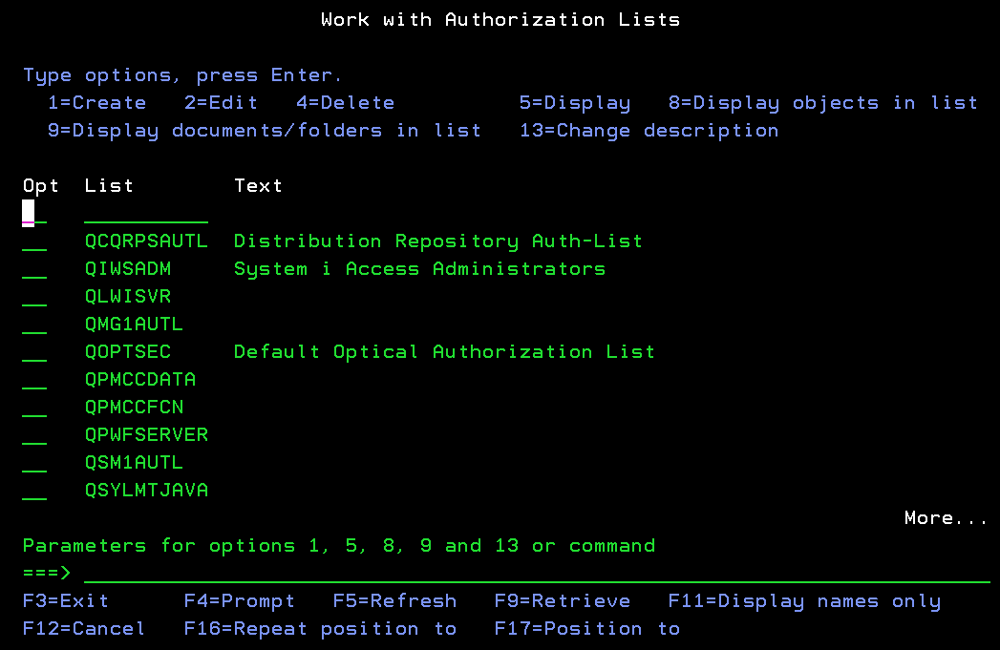 Work with Authorization Lists
Type options, press Enter.
1=Create 2=Edit 4=Delete 5=Display 8=Display objects in list
9=Display documents/folders in list 13=Change description
Opt List Text
QCQRPSAUTL Distribution Repository Auth-List
QIWSADM System i Access Administrators
QLWISVR
QMG1AUTL
QOPTSEC Default Optical Authorization List
QPMCCDATA
QPMCCFCN
QPWFSERVER
QSM1AUTL
QSYLMTJAVA
More...
Parameters for options 1, 5, 8, 9 and 13 or command
===>
F3=Exit F4=Prompt F5=Refresh F9=Retrieve F11=Display names only
F12=Cancel F16=Repeat position to F17=Position to